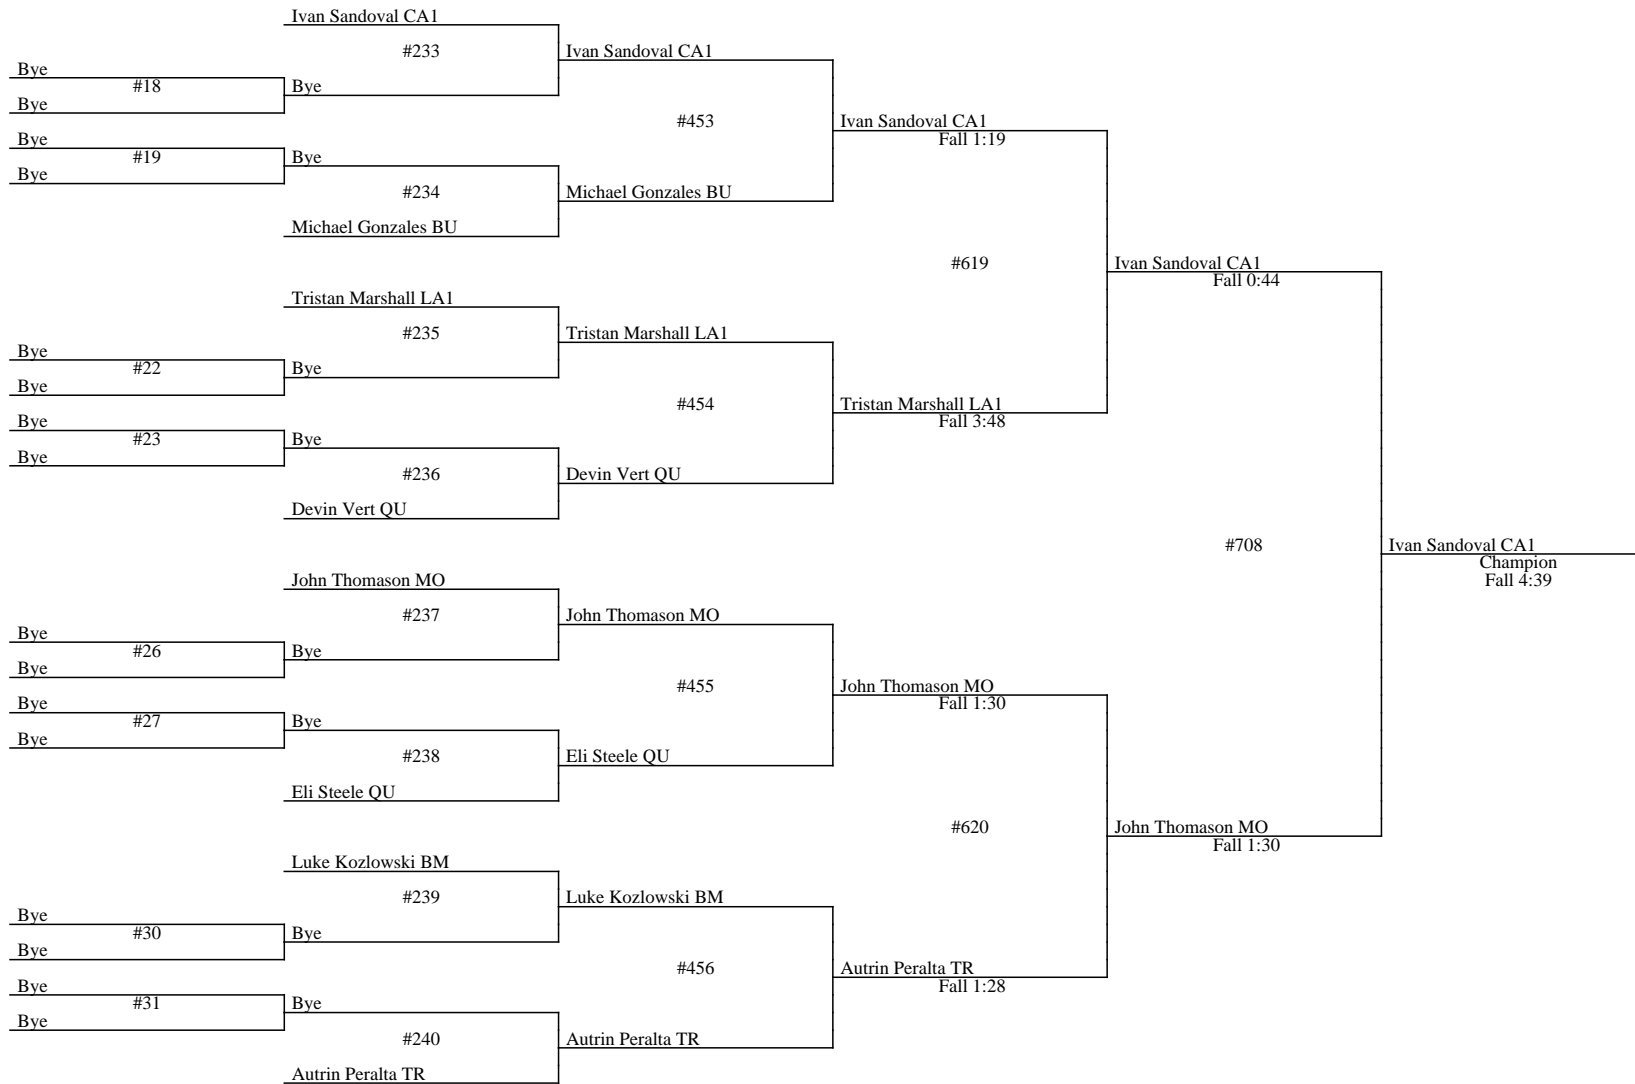 Ivan Sandoval CA1
#233
Ivan Sandoval CA1
Bye
#18
Bye
Bye
#453
Ivan Sandoval CA1
Fall 1:19
Bye
#19
Bye
Bye
#234
Michael Gonzales BU
Michael Gonzales BU
#619
Ivan Sandoval CA1
Fall 0:44
Tristan Marshall LA1
#235
Tristan Marshall LA1
Bye
#22
Bye
Bye
#454
Tristan Marshall LA1
Fall 3:48
Bye
#23
Bye
Bye
#236
Devin Vert QU
Devin Vert QU
#708
Ivan Sandoval CA1
Champion
Fall 4:39
John Thomason MO
#237
John Thomason MO
Bye
#26
Bye
Bye
#455
John Thomason MO
Fall 1:30
Bye
#27
Bye
Bye
#238
Eli Steele QU
Eli Steele QU
#620
John Thomason MO
Fall 1:30
Luke Kozlowski BM
#239
Luke Kozlowski BM
Bye
#30
Bye
Bye
#456
Autrin Peralta TR
Fall 1:28
Bye
#31
Bye
Bye
#240
Autrin Peralta TR
Autrin Peralta TR